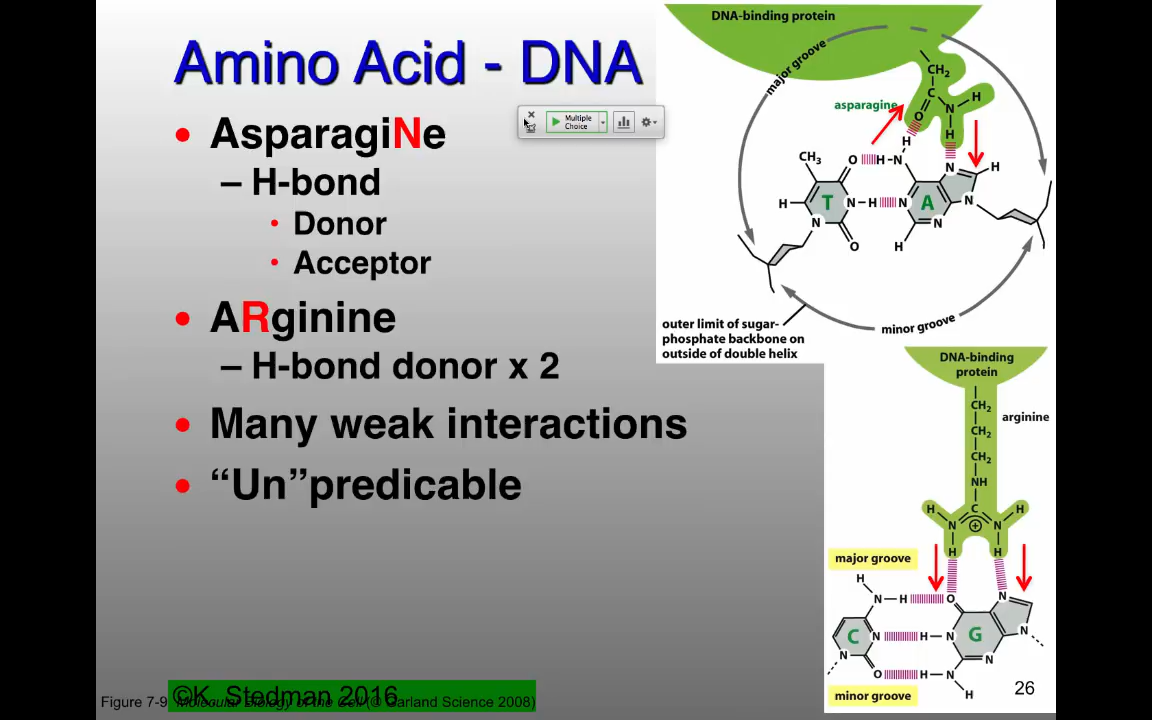 Amino Acid - DNA
Multiple
Choice
• AsparagiNe
– H-bond
• Donor
• Acceptor
• ARginine
– H-bond donor x 2
• Many weak interactions
• “Un”predicable
DNA-binding protein
major groove
CH2
C
N
H
O
H
asparagine
H
CH3
O
H-N
N
H
H
T
N
H
N
A
N
N
N
O
H
outer limit of sugar-
phosphate backbone on
outside of double helix
minor groove
DNA-binding
protein
CH2
arginine
CH2
CH2
NH
C
H
N
+
N
H
H
H
major groove
H
N
H
O
N
C
N
H
N
G
N
N
N
O
H
N
H
minor groove
26
©K. Stedman 2016
Figure 7-9 Molecular Biology of the Cell (© Garland Science 2008)